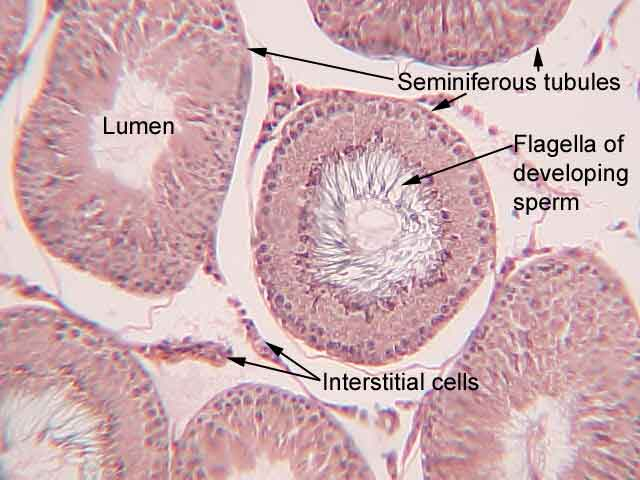 Seminiferous tubules
Lumen
Flagella of
developing
sperm
Interstitial cells